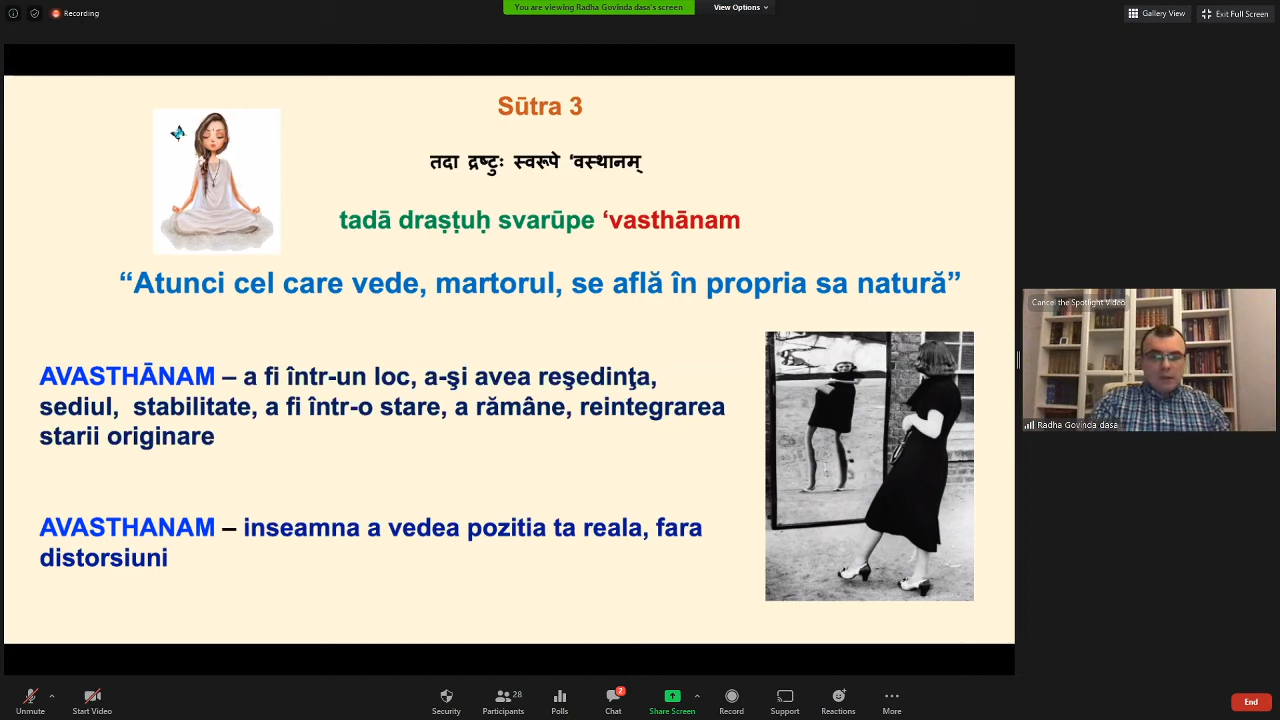 Recording
You are viewing Radha Govinda dasa's screen
View Options
Gallery View
Exit Full Screen
Sūtra 3
तदा द्रष्टुः स्वरूपे ‘वस्थानम्
tadā draṣṭuḥ svarūpe ‘vasthānam
“Atunci cel care vede, martorul, se află în propria sa natură”
AVASTHĀNAM – a fi într-un loc, a-şi avea reşedinţa,
sediul, stabilitate, a fi într-o stare, a rămâne, reintegrarea
starii originare
AVASTHANAM – inseamna a vedea pozitia ta reala, fara
distorsiuni
Cancel the Spotlight Video
Radha Govinda dasa
Unmute
Start Video
Security
Participants
28
Polls
Chat
2
Share Screen
Record
Support
Reactions
More
End